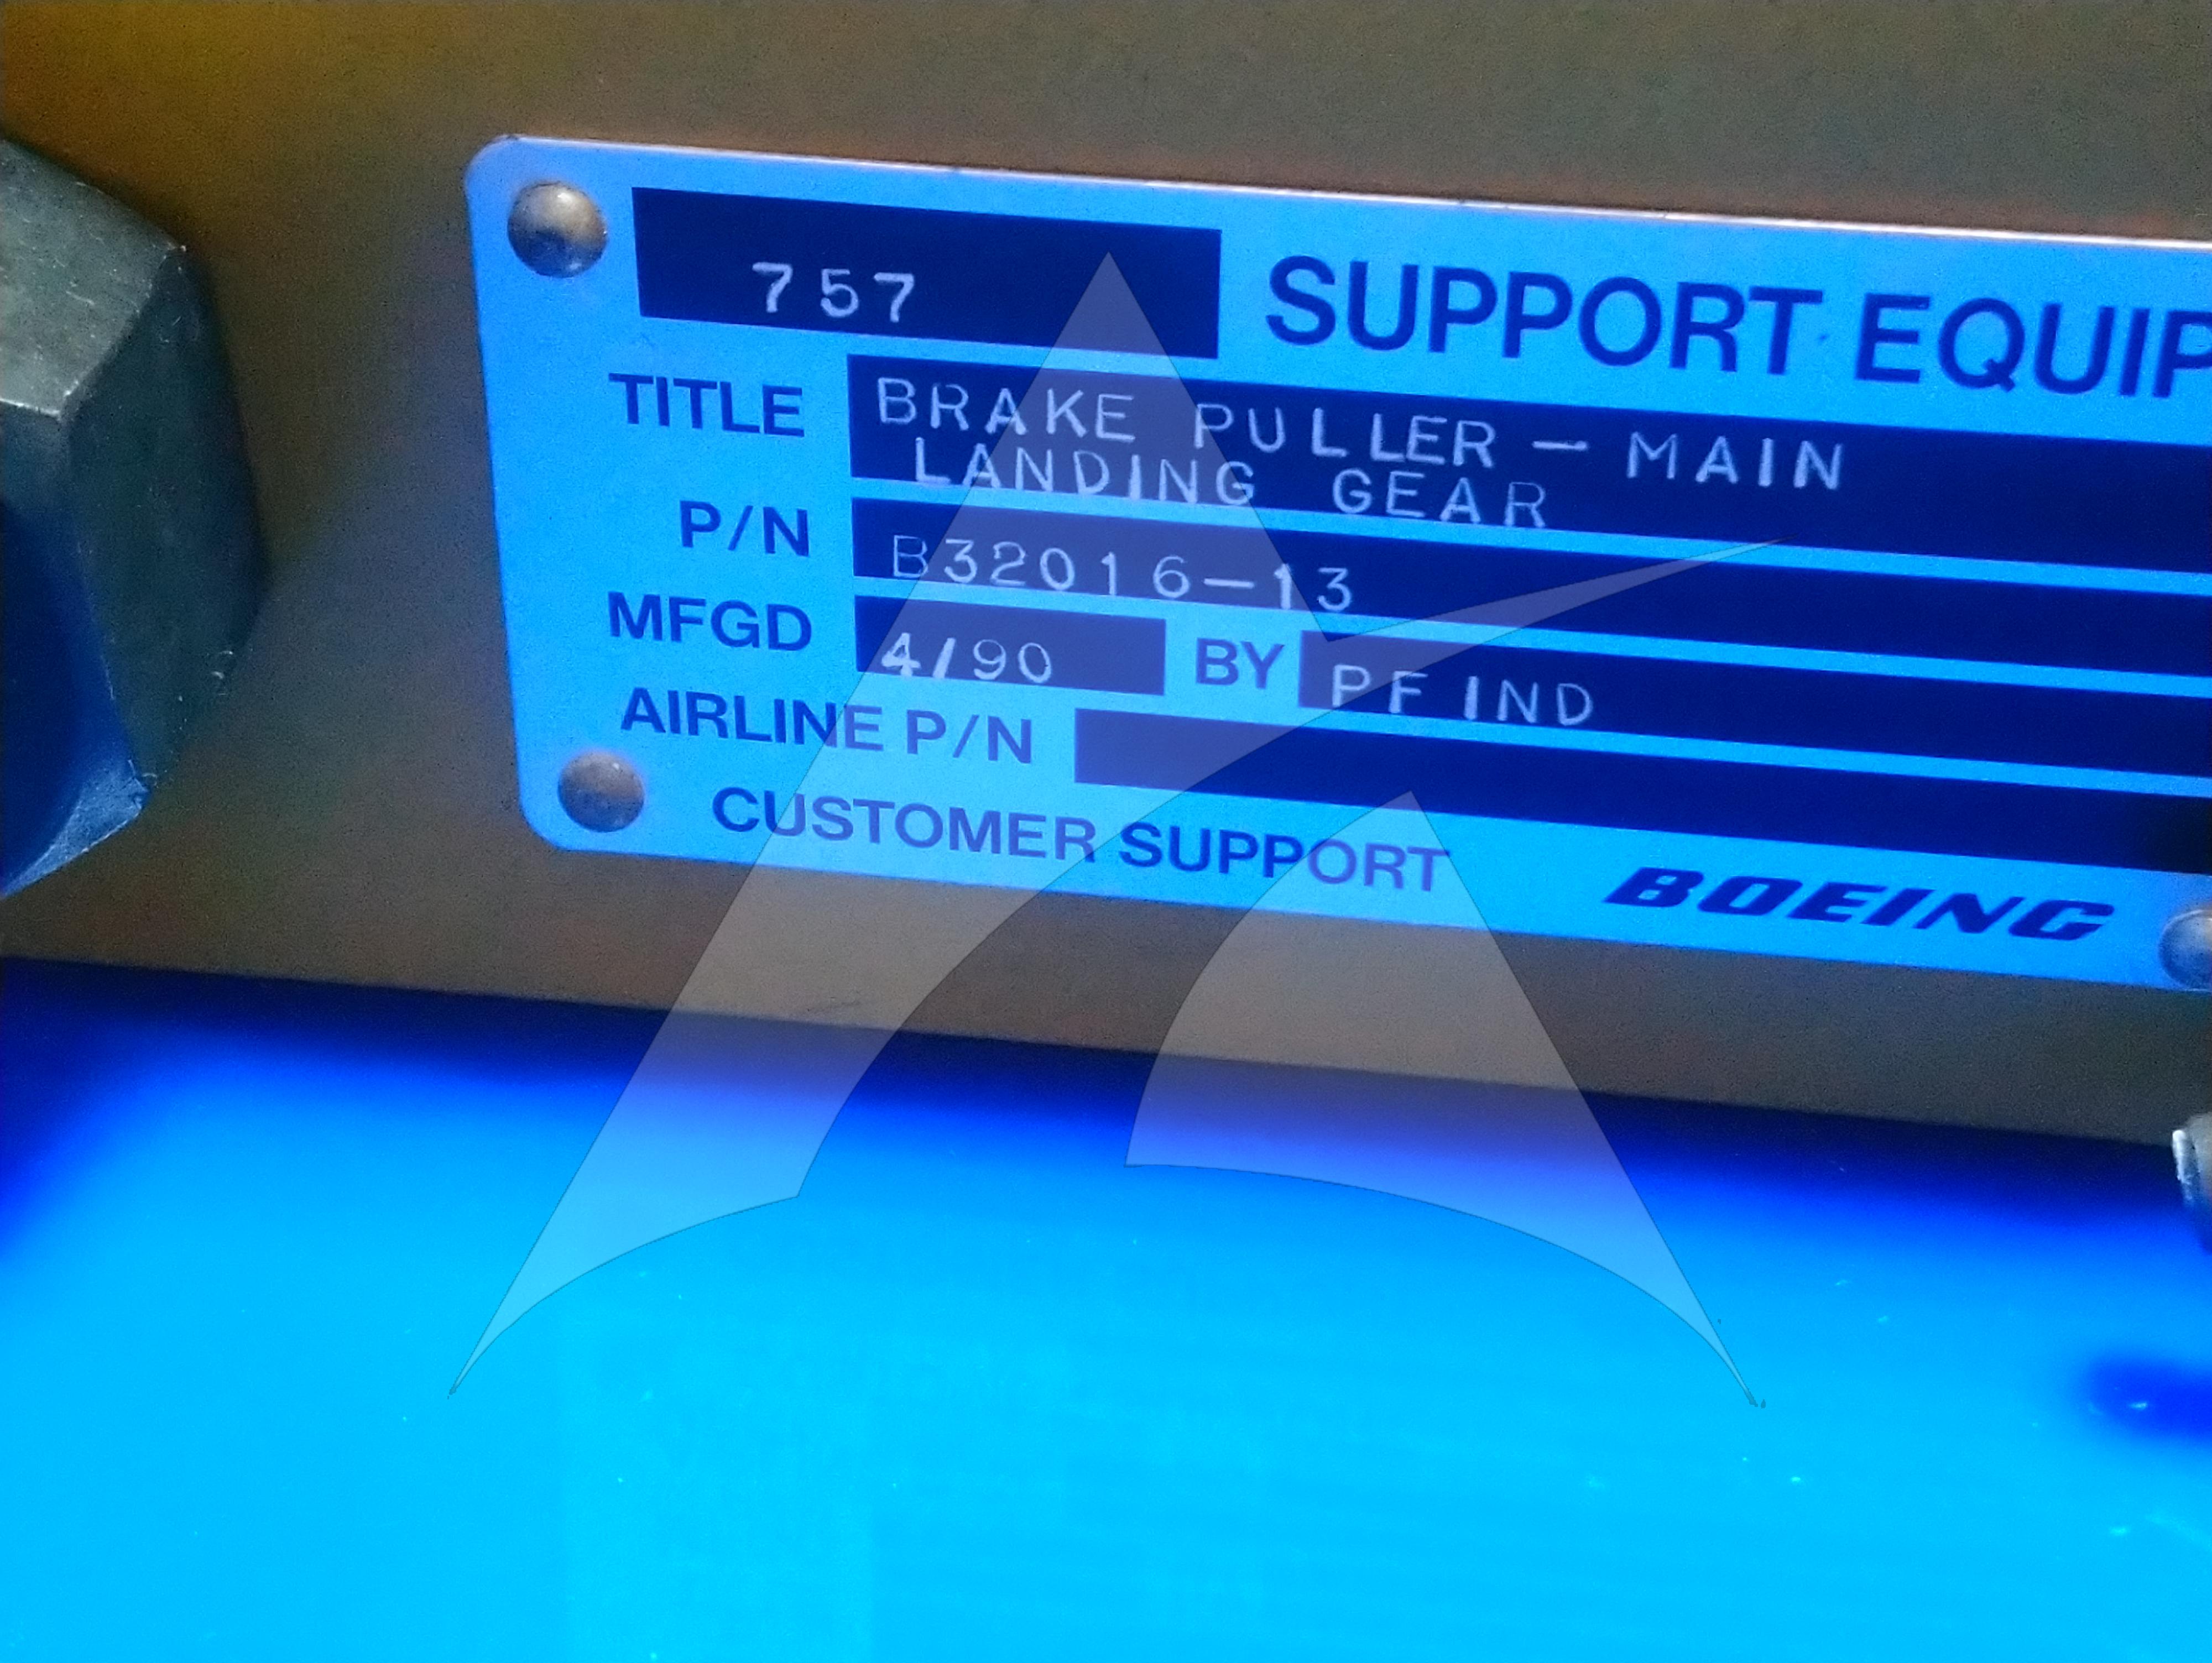 757 SUPPORT EQUIP
TITLE BRAKE PULLER - MAIN
LANDING GEAR
P/N B32016-13
MFGD 4/90 BY PF IND
AIRLINE P/N
CUSTOMER SUPPORT BOEING